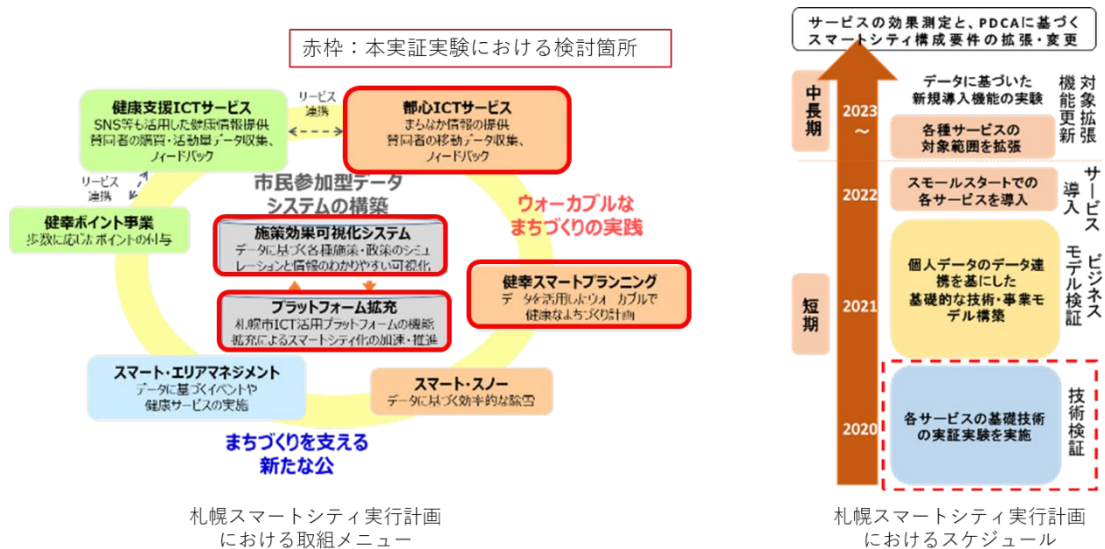 赤枠：本実証実験における検討箇所
健康支援ICTサービス
SNS等も活用した健康情報提供
賛同者の購買・活動量データ収集、
フィードバック
サービス
連携
都心ICTサービス
まちなか情報の提供
賛同者の移動データ収集、
フィードバック
サービス
連携
健幸ポイント事業
歩数に応じたポイントの付与
市民参加型データ
システムの構築
施策効果可視化システム
データに基づく各種施策・政策のシミュ
レーションと情報のわかりやすい可視化
プラットフォーム拡充
札幌市ICT活用プラットフォームの機能
拡充によるスマートシティ化の加速・推進
ウォーカブルな
まちづくりの実践
健幸スマートプランニング
データを活用したウォーカブルで
健康なまちづくり計画
スマート・エリアマネジメント
データに基づくイベントや
健康サービスの実施
スマート・スノー
データに基づく効率的な除雪
まちづくりを支える
新たな公
札幌スマートシティ実行計画
における取組メニュー
サービスの効果測定と、PDCAに基づく
スマートシティ構成要件の拡張・変更
中長期
2023
～
データに基づいた
新規導入機能の実験
各種サービスの
対象範囲を拡張
対象拡張
機能更新
2022
スモールスタートでの
各サービスを導入
サービス
導入
短期
2021
個人データのデータ連
携を基にした
基礎的な技術・事業モ
デル構築
ビジネス
モデル検証
2020
各サービスの基礎技術
の実証実験を実施
技術検証
札幌スマートシティ実行計画
におけるスケジュール